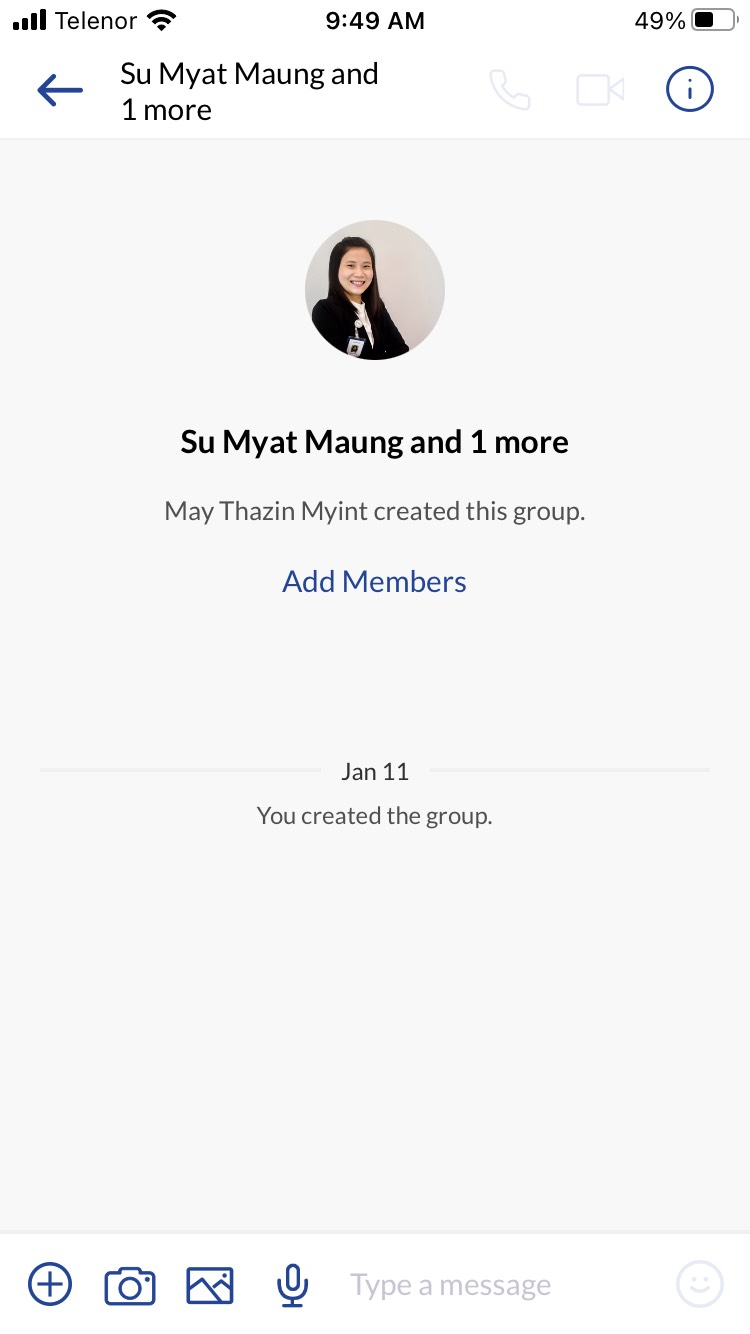 Telenor 9:49 AM 49%
Su Myat Maung and
1 more
Su Myat Maung and 1 more
May Thazin Myint created this group.
Add Members
Jan 11
You created the group.
Type a message